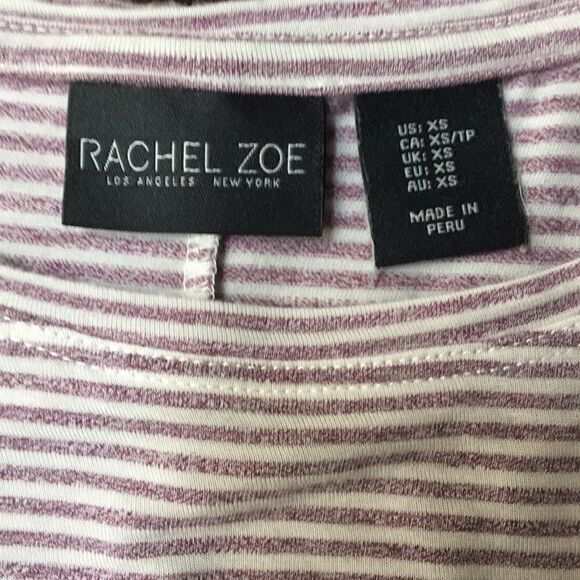 RACHEL ZOE
LOS ANGELES NEW YORK
US: XS
CA: XS/TP
UK: XS
EU: XS
AU: XS
MADE IN
PERU